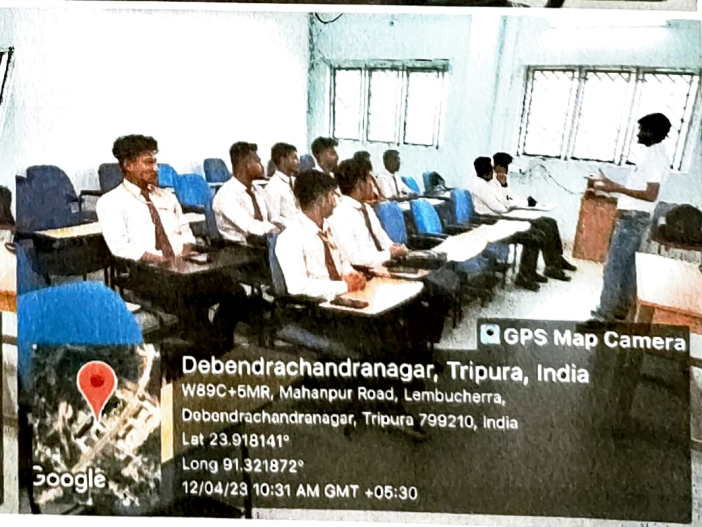 GPS Map Camera
Debendrachandranagar, Tripura, India
W89C+5MR, Mahanpur Road, Lembucherra,
Debendrachandranagar, Tripura 799210, India
Lat 23.918141°
Long 91.321872°
12/04/23 10:31 AM GMT +05:30
Google